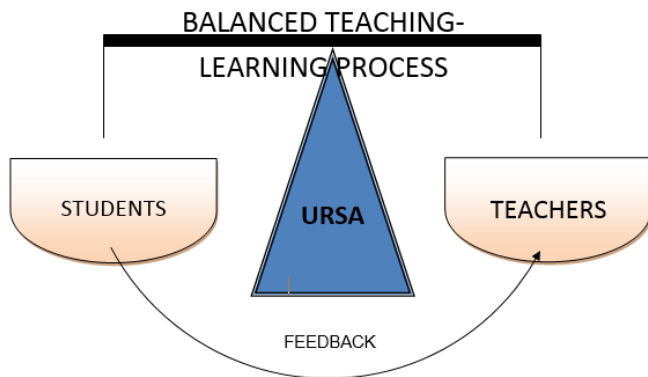 BALANCED TEACHING-
LEARNING PROCESS
STUDENTS
URSA
TEACHERS
FEEDBACK